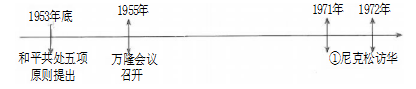 1953年底 1955年 1971年 1972年
和平共处五项 万隆会议 ①尼克松访华
原则提出 召开